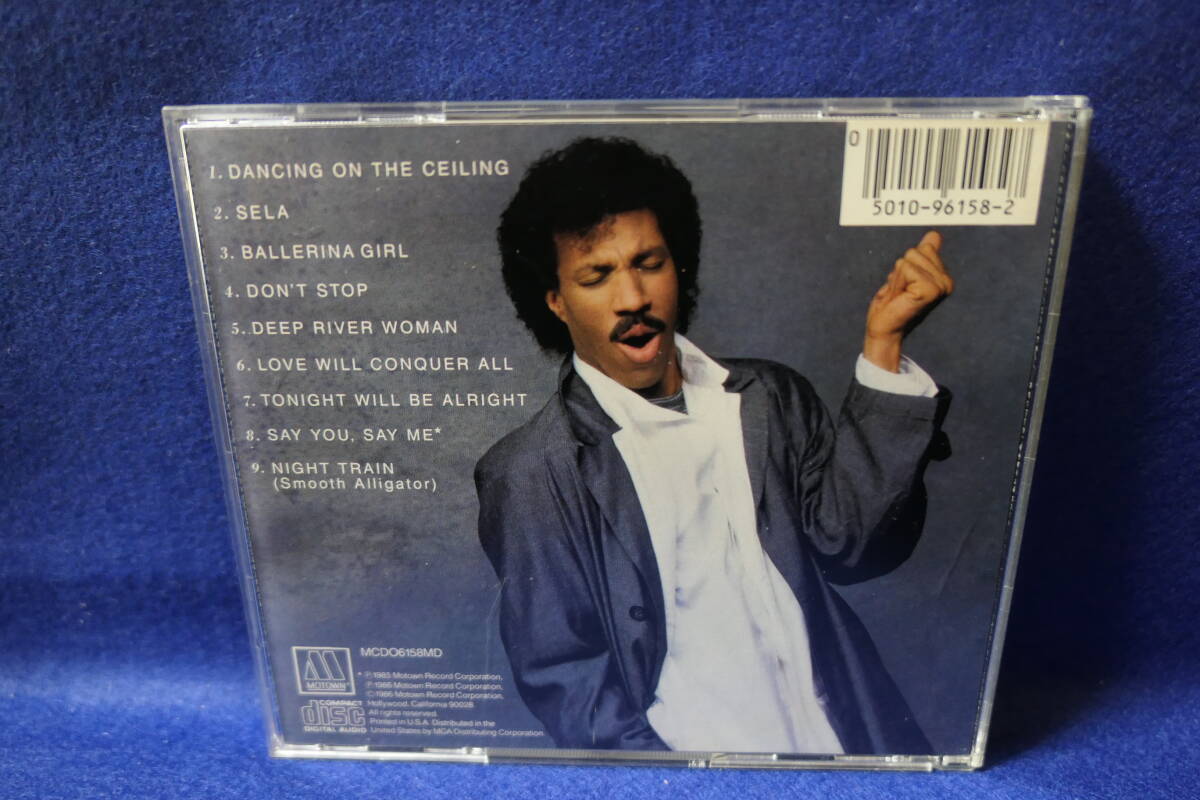 1. DANCING ON THE CEILING
2. SELA
3. BALLERINA GIRL
4. DON'T STOP
5. DEEP RIVER WOMAN
6. LOVE WILL CONQUER ALL
7. TONIGHT WILL BE ALRIGHT
8. SAY YOU, SAY ME*
9. NIGHT TRAIN
(Smooth Alligator)
0
5010-96158-2
M
MOTOWN
MCDO6158MD
* ℗1985 Motown Record Corporation,
℗1986 Motown Record Corporation,
©1986 Motown Record Corporation,
Hollywood, California 90028
All rights reserved.
Printed in U.S.A. Distributed in the
United States by MCA Distributing Corporation.
COMPACT
disc
DIGITAL AUDIO